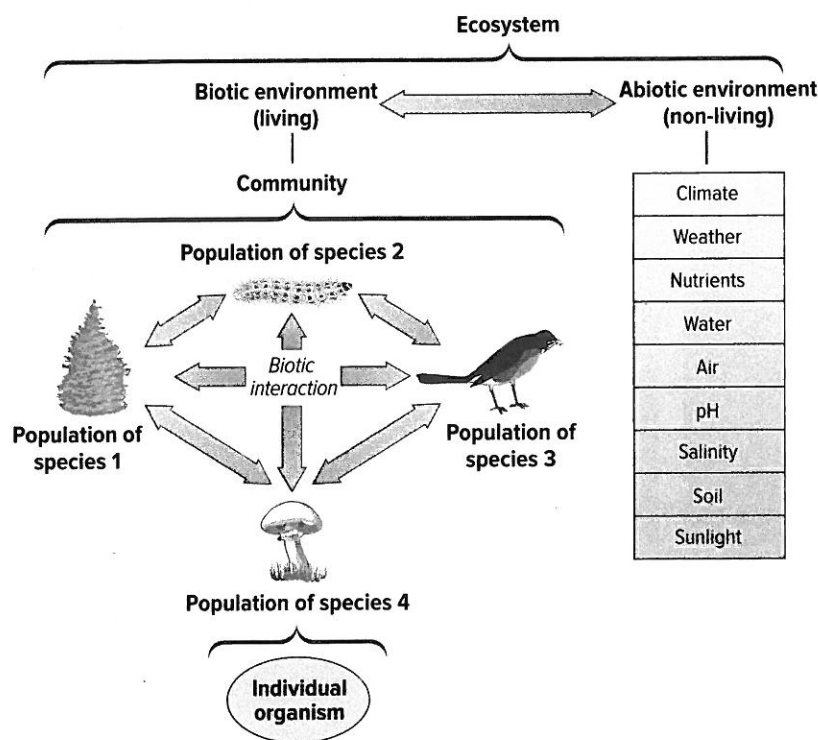 Ecosystem
Biotic environment
(living)
Abiotic environment
(non-living)
Community
Population of species 2
Biotic
interaction
Population of
species 1
Population of
species 3
Population of species 4
Individual
organism
Climate
Weather
Nutrients
Water
Air
pH
Salinity
Soil
Sunlight